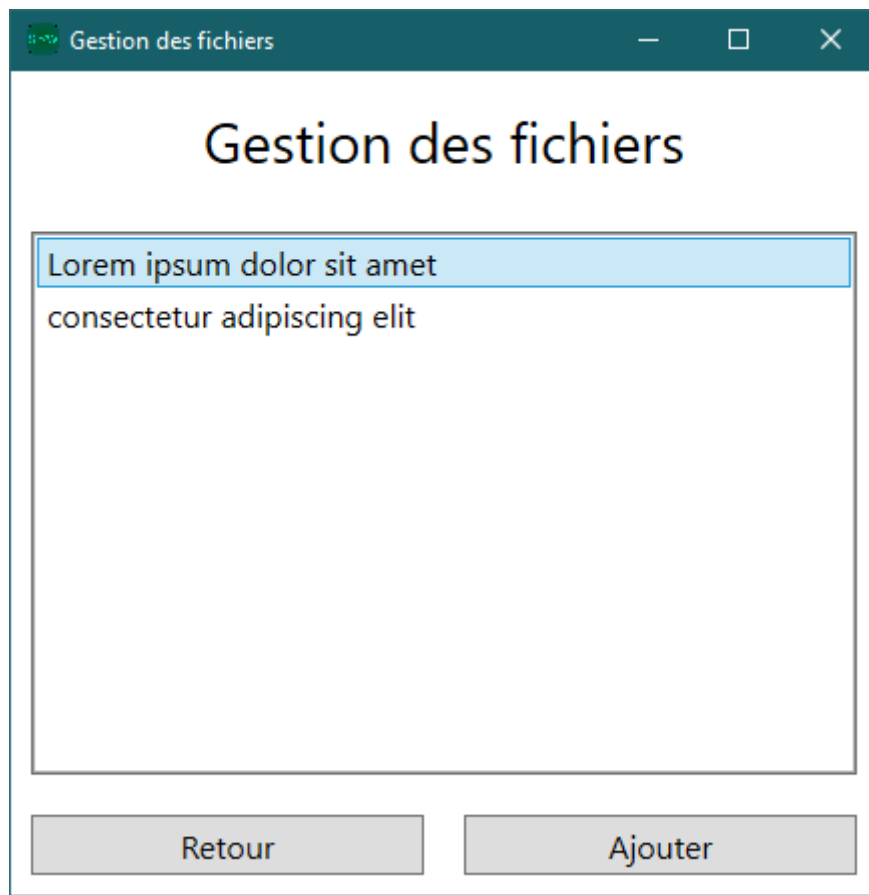 Gestion des fichiers
Gestion des fichiers
Lorem ipsum dolor sit amet
consectetur adipiscing elit
Retour
Ajouter